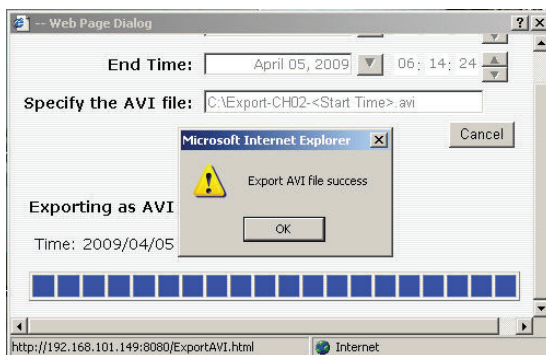 -- Web Page Dialog
End Time: April 05, 2009 06: 14: 24
Specify the AVI file: C:\Export-CH02-<Start Time>.avi
Cancel
Microsoft Internet Explorer
Export AVI file success
OK
Exporting as AVI
Time: 2009/04/05
http://192.168.101.149:8080/ExportAVI.html Internet